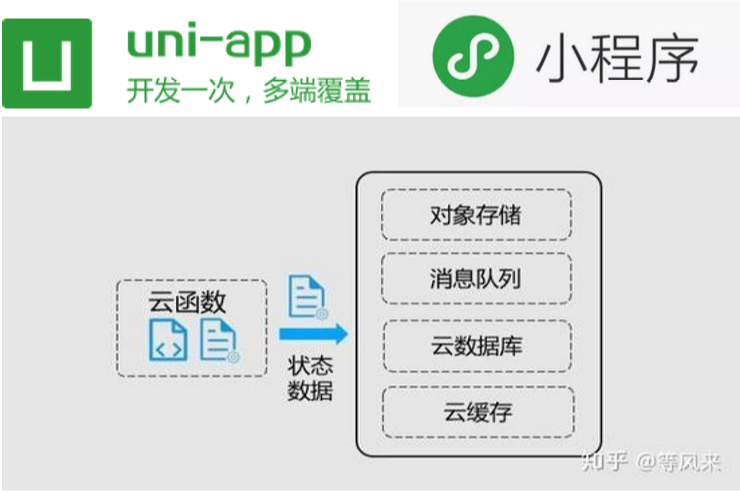 uni-app
开发一次，多端覆盖
小程序
云函数
状态
数据
对象存储
消息队列
云数据库
云缓存
知乎 @等风来